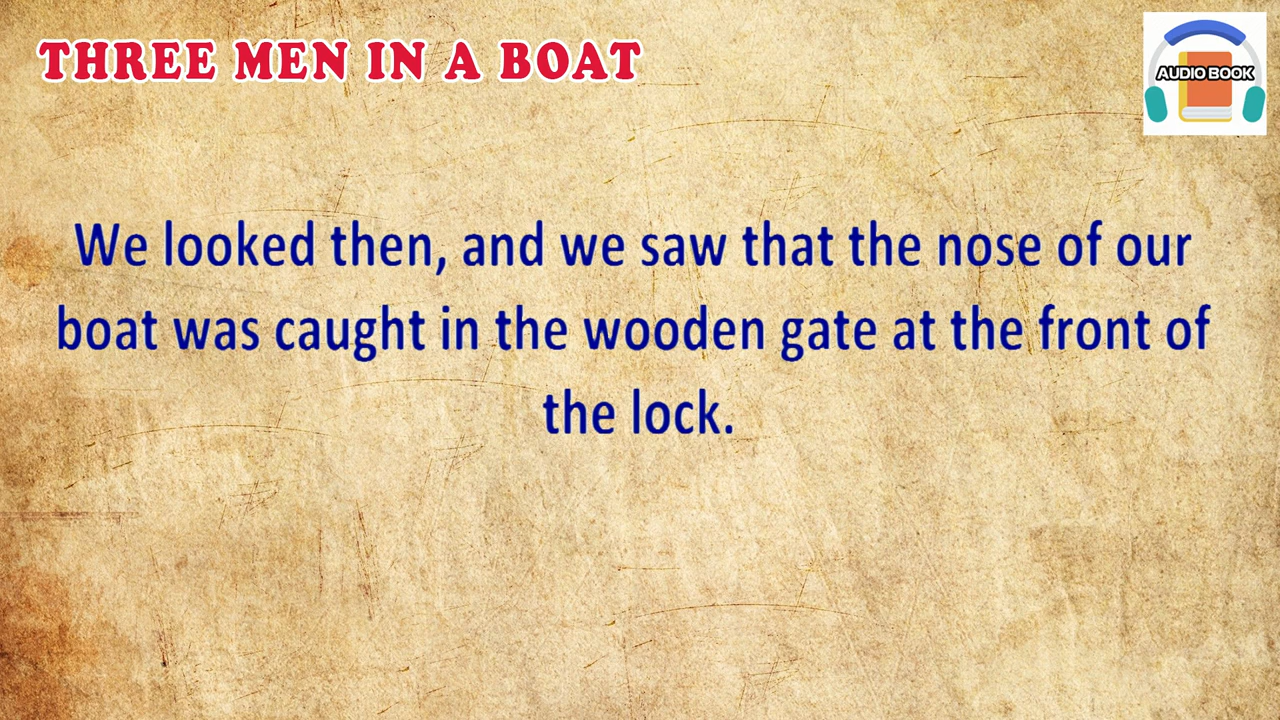 THREE MEN IN A BOAT
AUDIO BOOK
We looked then, and we saw that the nose of our
boat was caught in the wooden gate at the front of
the lock.